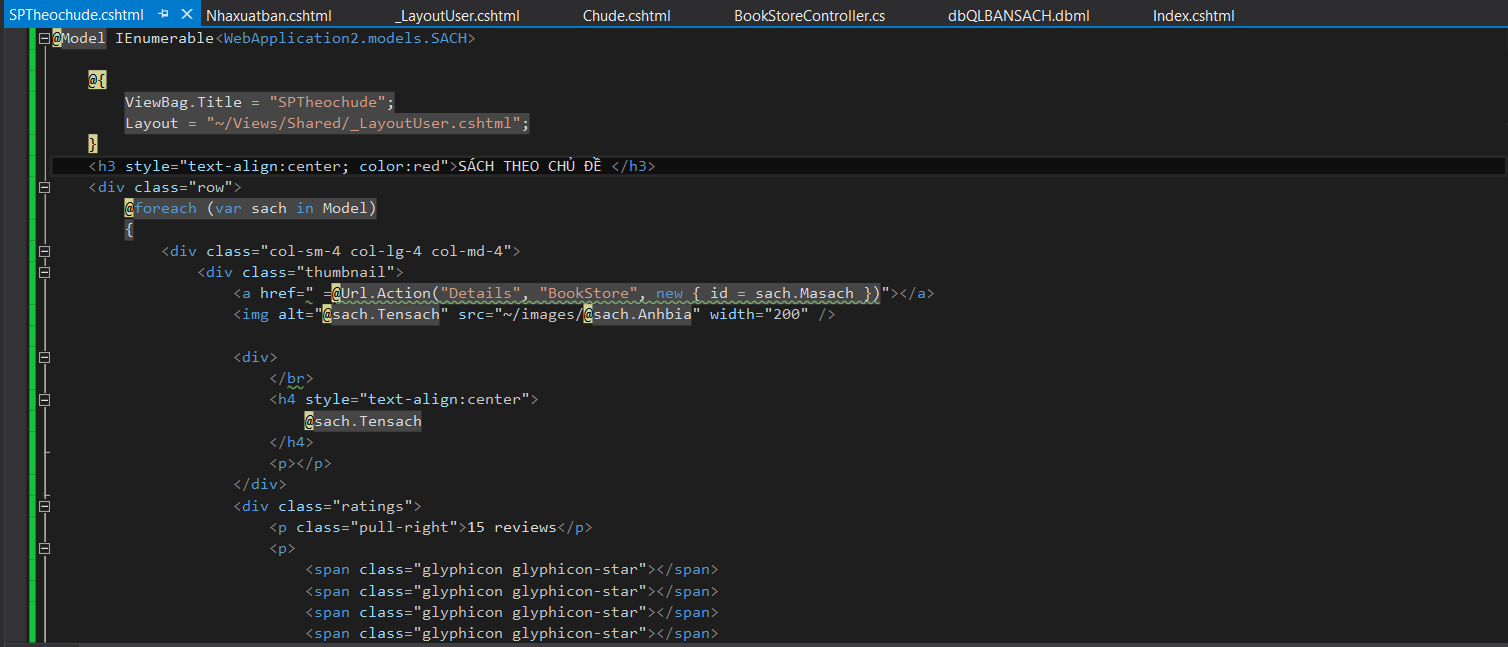 SPTheochude.cshtml Nhaxuatban.cshtml _LayoutUser.cshtml Chude.cshtml BookStoreController.cs dbQLBANSACH.dbml Index.cshtml
@Model IEnumerable<WebApplication2.models.SACH>
@{
ViewBag.Title = "SPTheochude";
Layout = "~/Views/Shared/_LayoutUser.cshtml";
}
<h3 style="text-align:center; color:red">SÁCH THEO CHỦ ĐỀ </h3>
<div class="row">
@foreach (var sach in Model)
{
<div class="col-sm-4 col-lg-4 col-md-4">
<div class="thumbnail">
<a href=" =@Url.Action("Details", "BookStore", new { id = sach.Masach })"></a>
<img alt="@sach.Tensach" src="~/images/@sach.Anhbia" width="200" />
<div>
</br>
<h4 style="text-align:center">
@sach.Tensach
</h4>
<p></p>
</div>
<div class="ratings">
<p class="pull-right">15 reviews</p>
<p>
<span class="glyphicon glyphicon-star"></span>
<span class="glyphicon glyphicon-star"></span>
<span class="glyphicon glyphicon-star"></span>
<span class="glyphicon glyphicon-star"></span>